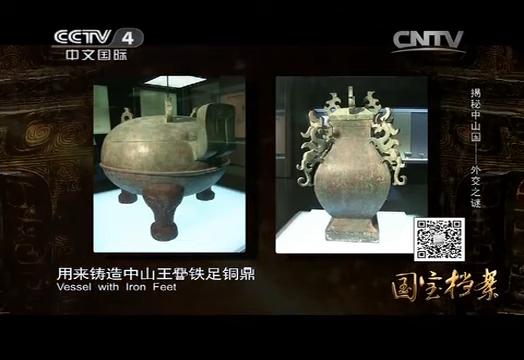 CCTV 4
中文国际
CNTV
揭秘中山国——外交之谜
用来铸造中山王𰯼铁足铜鼎
Vessel with Iron Feet
国宝档案